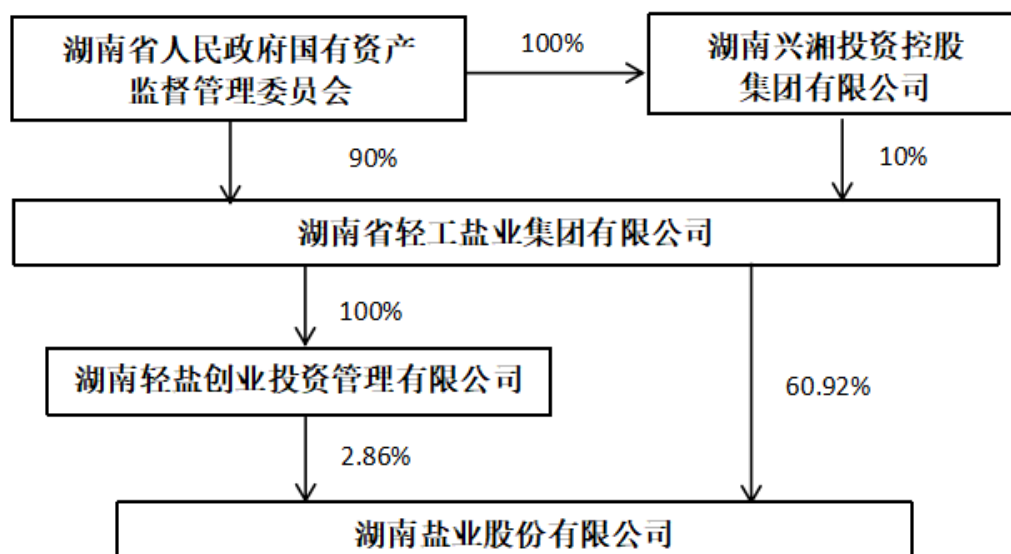 湖南省人民政府国有资产
监督管理委员会
100%
湖南兴湘投资控股
集团有限公司
90%
10%
湖南省轻工盐业集团有限公司
100%
湖南轻盐创业投资管理有限公司
60.92%
2.86%
湖南盐业股份有限公司